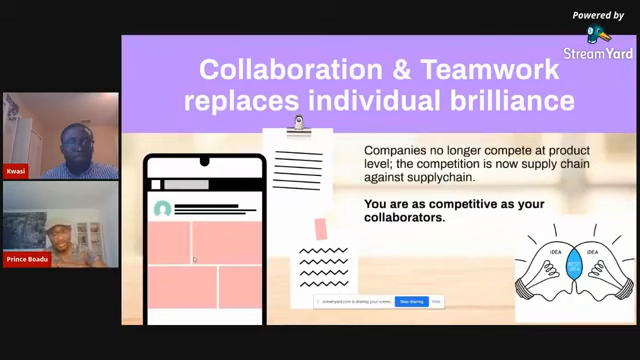 Powered by
StreamYard
Collaboration & Teamwork
replaces individual brilliance
Kwasi
Prince Boadu
Companies no longer compete at product
level; the competition is now supply chain
against supplychain.
You are as competitive as your
collaborators.
IDEA
IDEA
BEST
IDEA
streamyard.com is sharing your screen.
Stop sharing
Hide